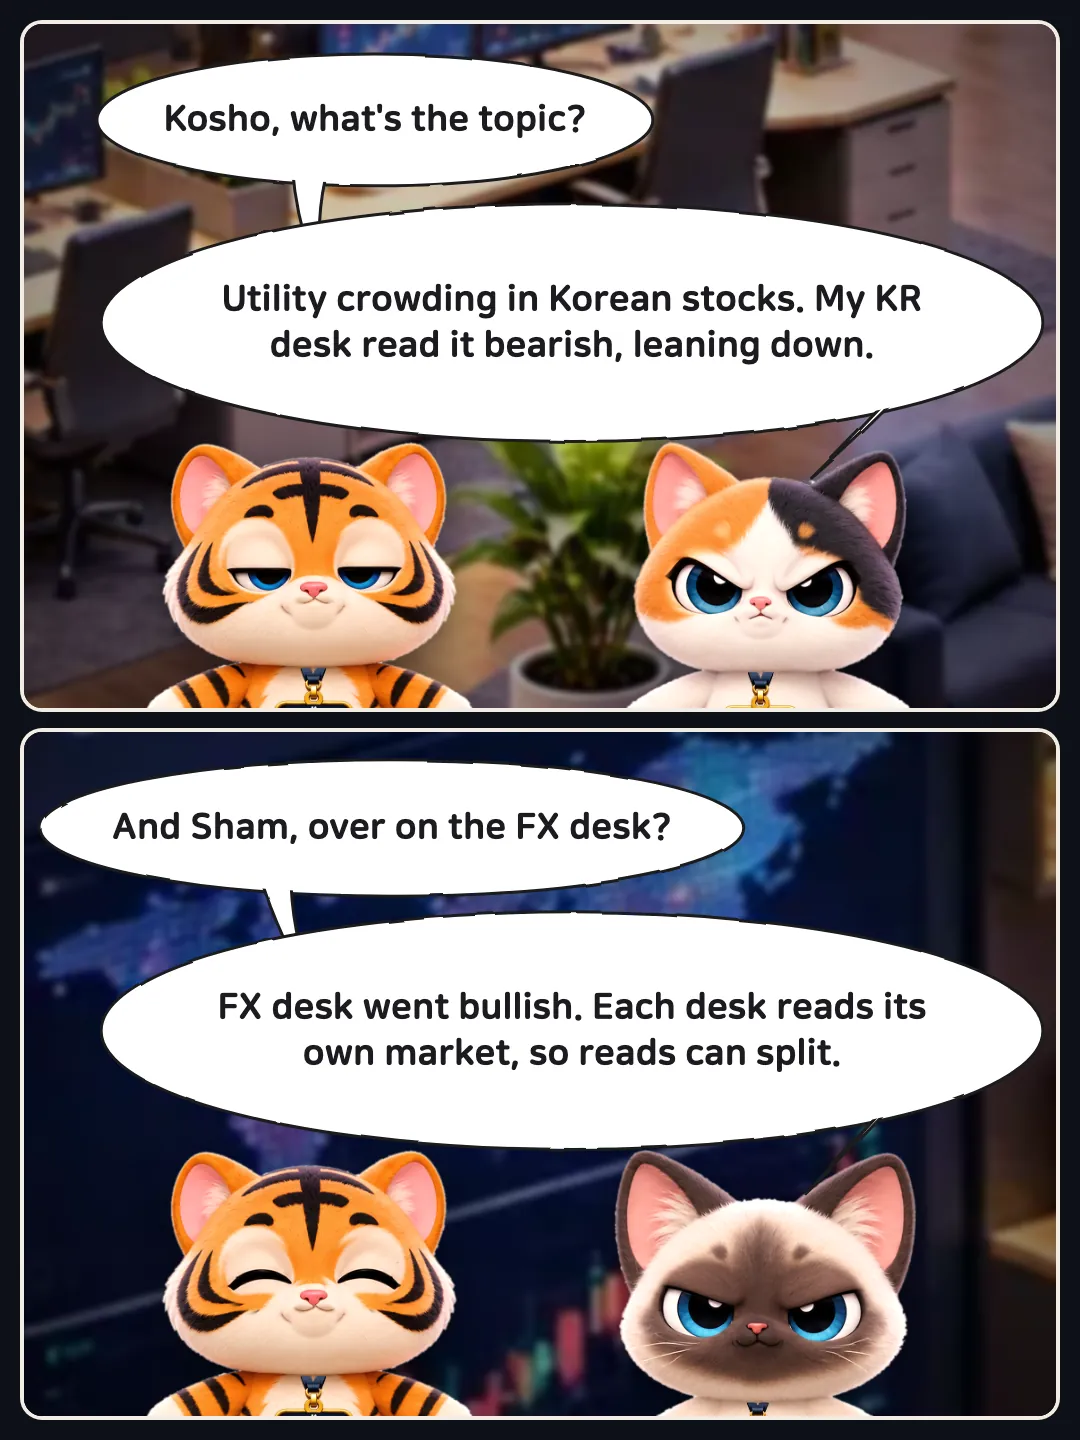 Kosho, what's the topic?
Utility crowding in Korean stocks. My KR
desk read it bearish, leaning down.
And Sham, over on the FX desk?
FX desk went bullish. Each desk reads its
own market, so reads can split.